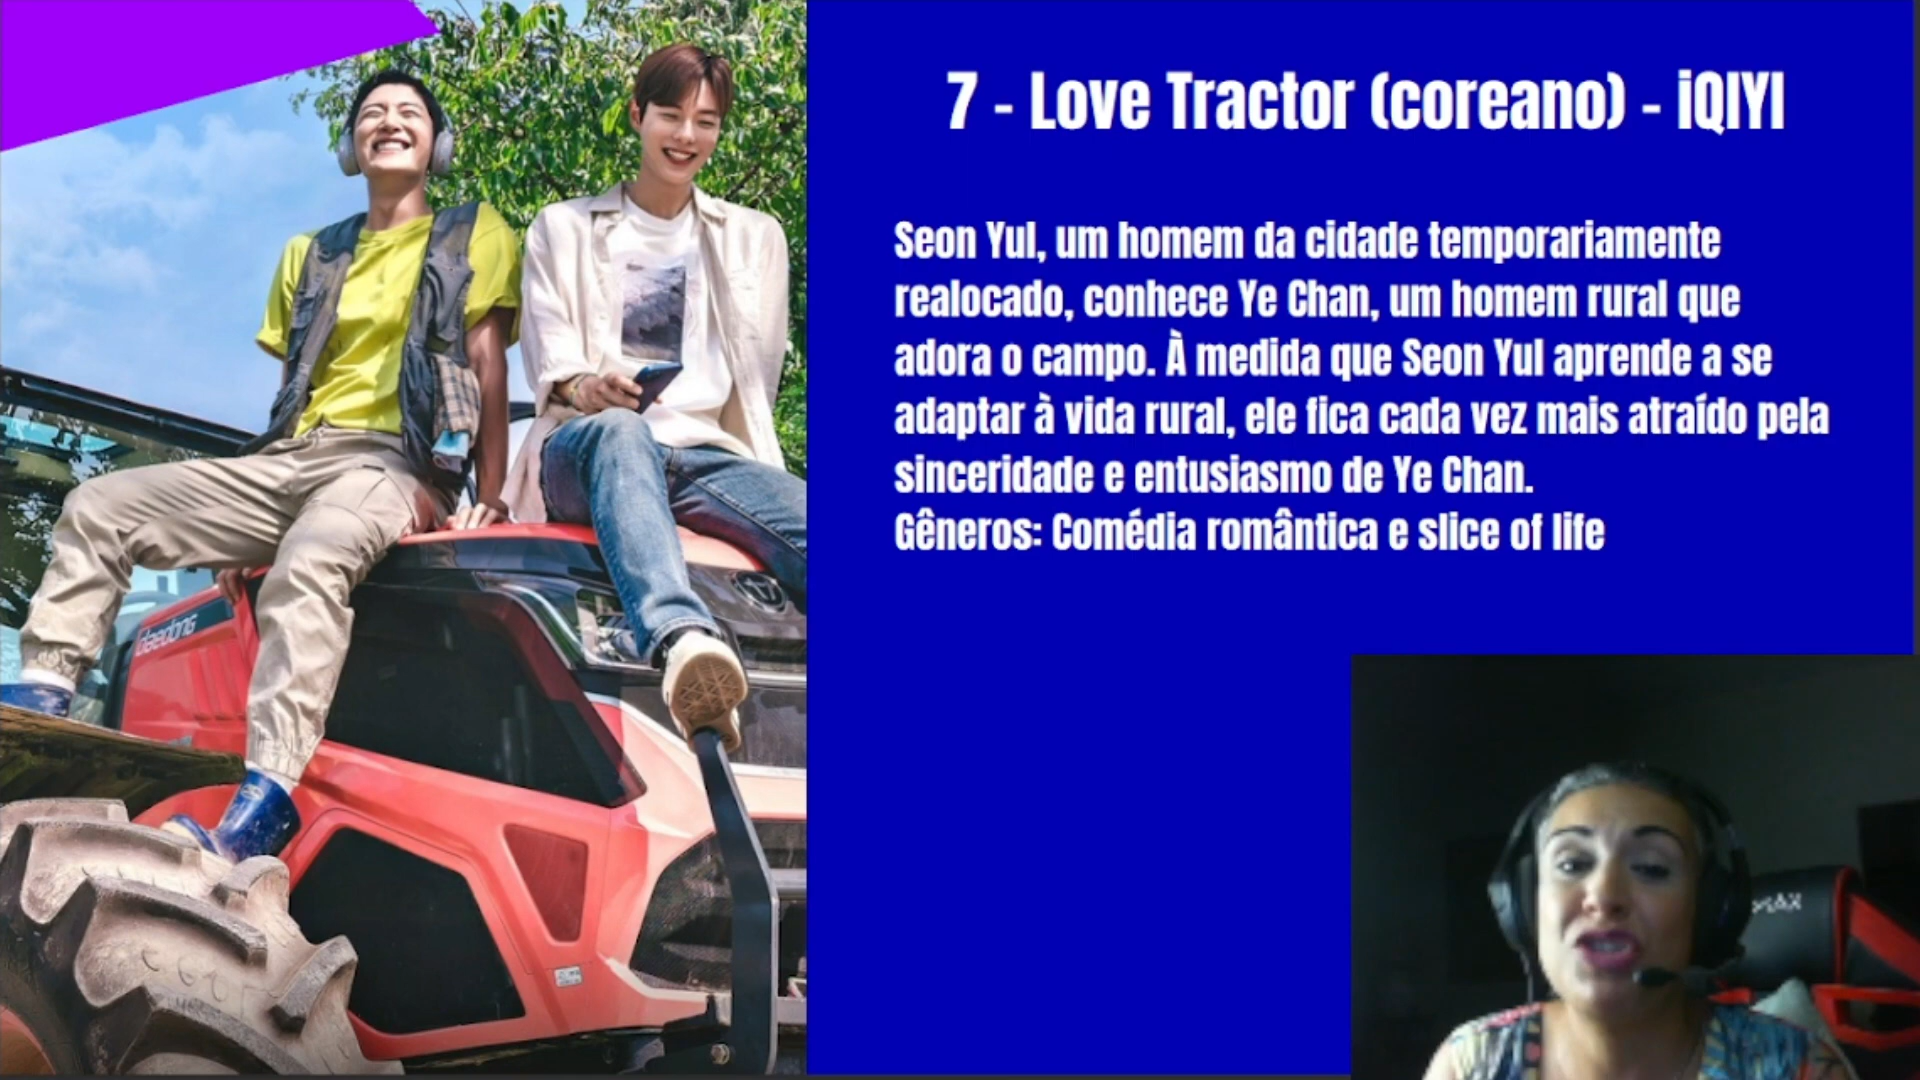 7 - Love Tractor (coreano) - iQIYI
Seon Yul, um homem da cidade temporariamente
realocado, conhece Ye Chan, um homem rural que
adora o campo. À medida que Seon Yul aprende a se
adaptar à vida rural, ele fica cada vez mais atraído pela
sinceridade e entusiasmo de Ye Chan.
Gêneros: Comédia romântica e slice of life
daedong